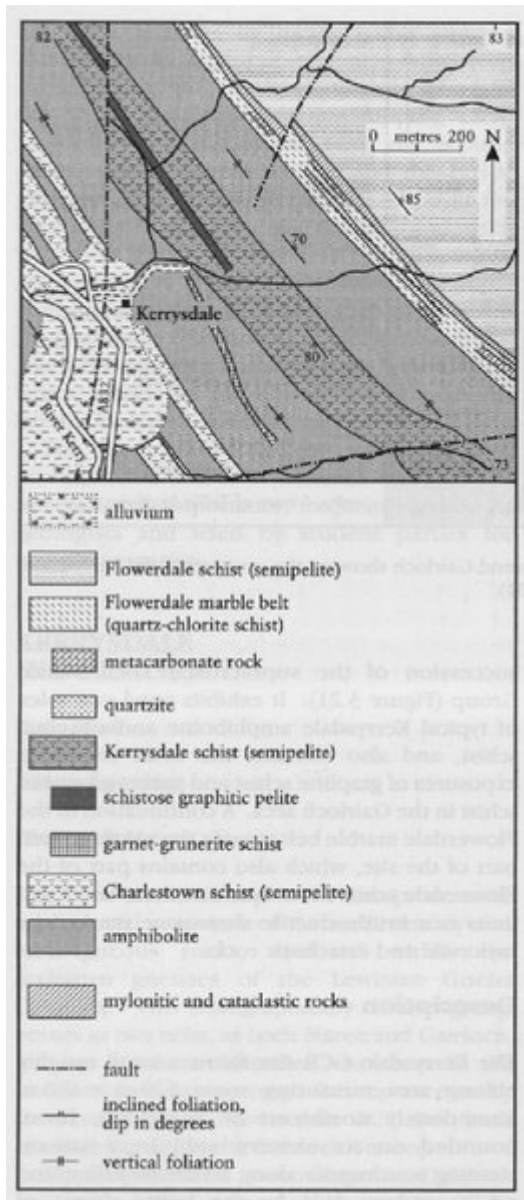 82
83
0 metres 200
N
85
70
Kerrysdale
80
A832
River Kerry
73
alluvium
Flowerdale schist (semipelite)
Flowerdale marble belt
(quartz-chlorite schist)
metacarbonate rock
quartzite
Kerrysdale schist (semipelite)
schistose graphitic pelite
garnet-grunerite schist
Charlestown schist (semipelite)
amphibolite
mylonitic and cataclastic rocks
fault
inclined foliation,
dip in degrees
vertical foliation